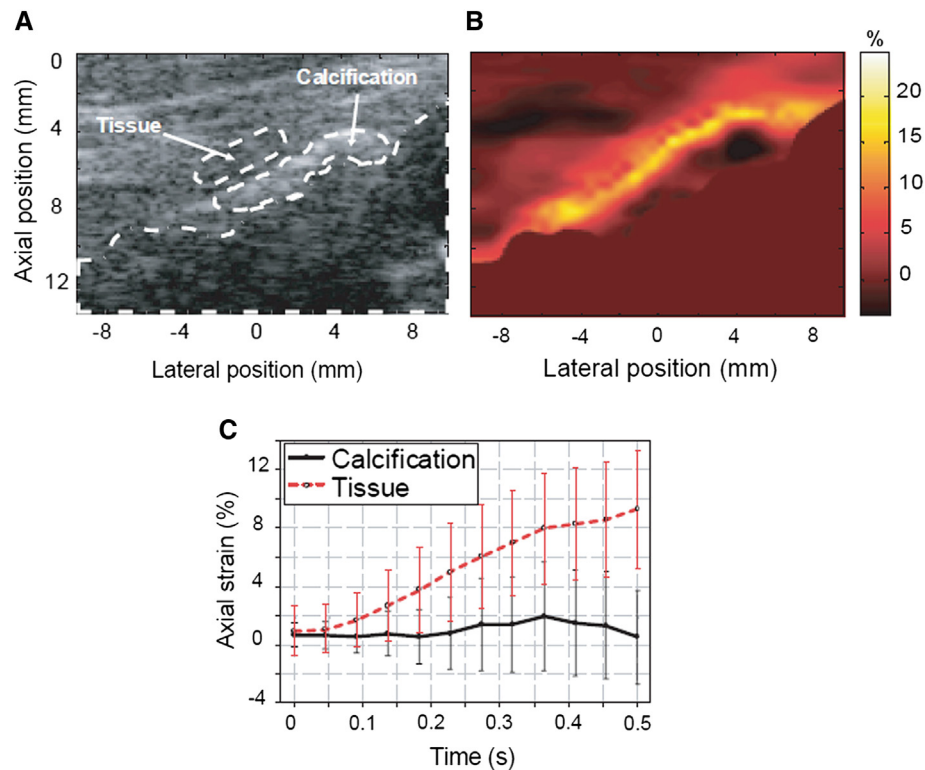 A
0
4
8
12
Axial position (mm)
Calcification
Tissue
-8 -4 0 4 8
Lateral position (mm)
B
-8 -4 0 4 8
Lateral position (mm)
%
20
15
10
5
0
C
12
8
4
0
-4
Axial strain (%)
Calcification
Tissue
0 0.1 0.2 0.3 0.4 0.5
Time (s)